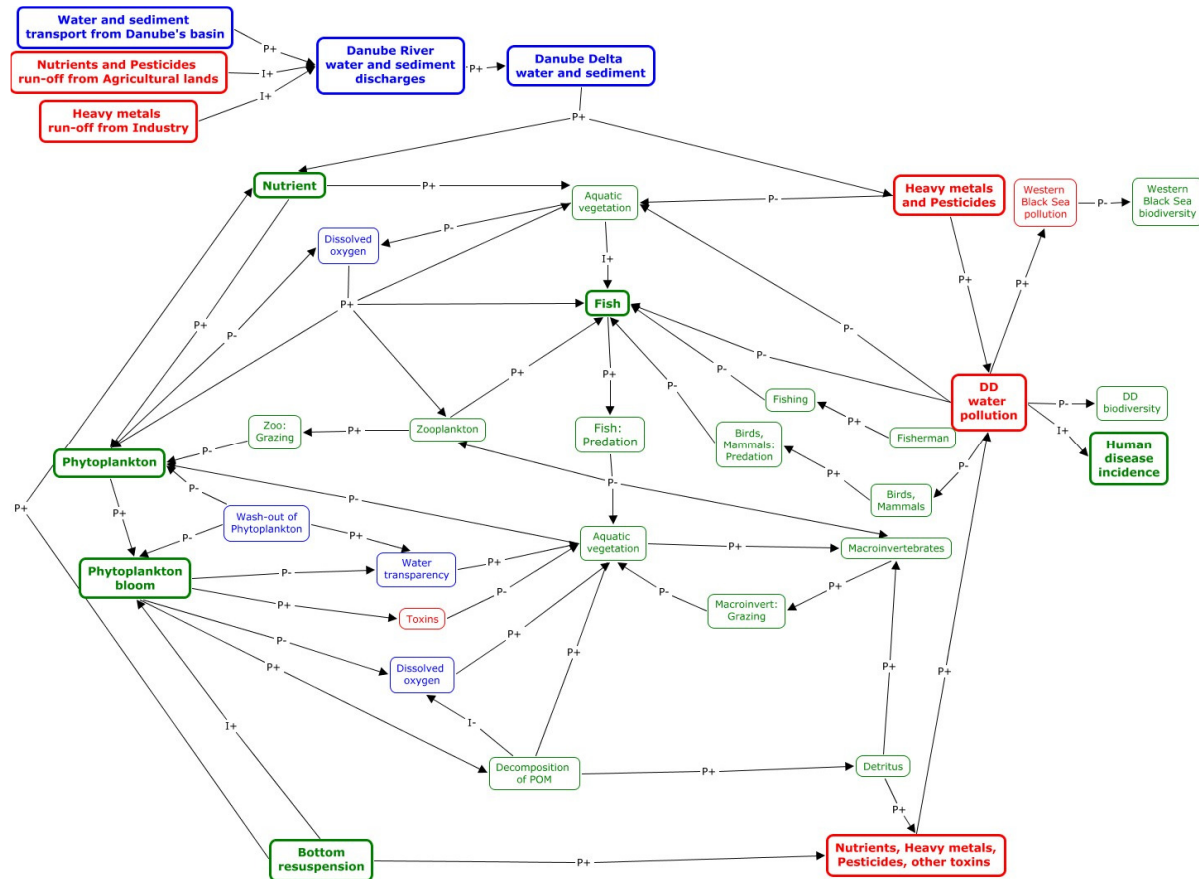 Water and sediment
transport from Danube's basin
P+
Nutrients and Pesticides
run-off from Agricultural lands
I+
Heavy metals
run-off from Industry
I+
Danube River
water and sediment
discharges
P+
Danube Delta
water and sediment
P+
Nutrient
P+
Aquatic
vegetation
P-
Heavy metals
and Pesticides
Western
Black Sea
pollution
P-
Western
Black Sea
biodiversity
Dissolved
oxygen
P-
I+
P+
P+
P+
Fish
P+
P-
P-
P-
P+
P+
P-
P-
DD
water
pollution
P-
DD
biodiversity
I+
Human
disease
incidence
Fishing
P+
Fisherman
Zoo:
Grazing
P+
Zooplankton
P-
Fish:
Predation
Birds,
Mammals:
Predation
P+
Birds,
Mammals
P-
Phytoplankton
P+
P-
P-
P-
P-
P+
Wash-out of
Phytoplankton
P-
P+
Aquatic
vegetation
P+
Macroinvertebrates
Phytoplankton
bloom
P-
Water
transparency
P+
P+
Toxins
P-
P-
Macroinvert:
Grazing
P+
P-
P+
Dissolved
oxygen
P+
P+
P+
P+
I+
I-
Decomposition
of POM
P+
Detritus
P+
Bottom
resuspension
P+
Nutrients, Heavy metals,
Pesticides, other toxins